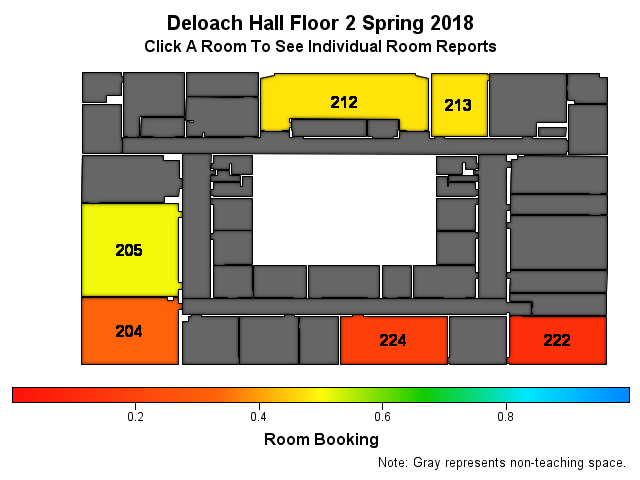 Deloach Hall Floor 2 Spring 2018
Click A Room To See Individual Room Reports
212
213
205
204
224
222
0.2 0.4 0.6 0.8
Room Booking
Note: Gray represents non-teaching space.